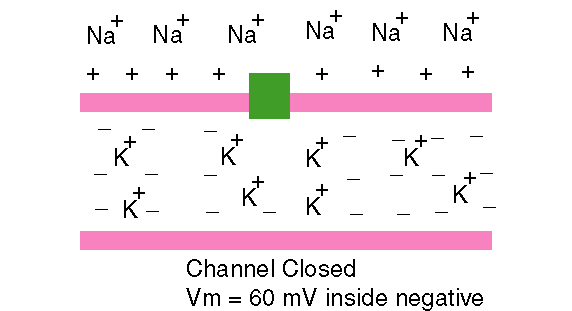 Na+ Na+ Na+ Na+ Na+ Na+
+ + + + + + + +
_ _ _ _ _ _ _
K+ K+ K+ K+
_ _ _ _ _ _ _
K+ K+ K+ K+
_ _ _ _ _ _ _ _ _
Channel Closed
Vm = 60 mV inside negative